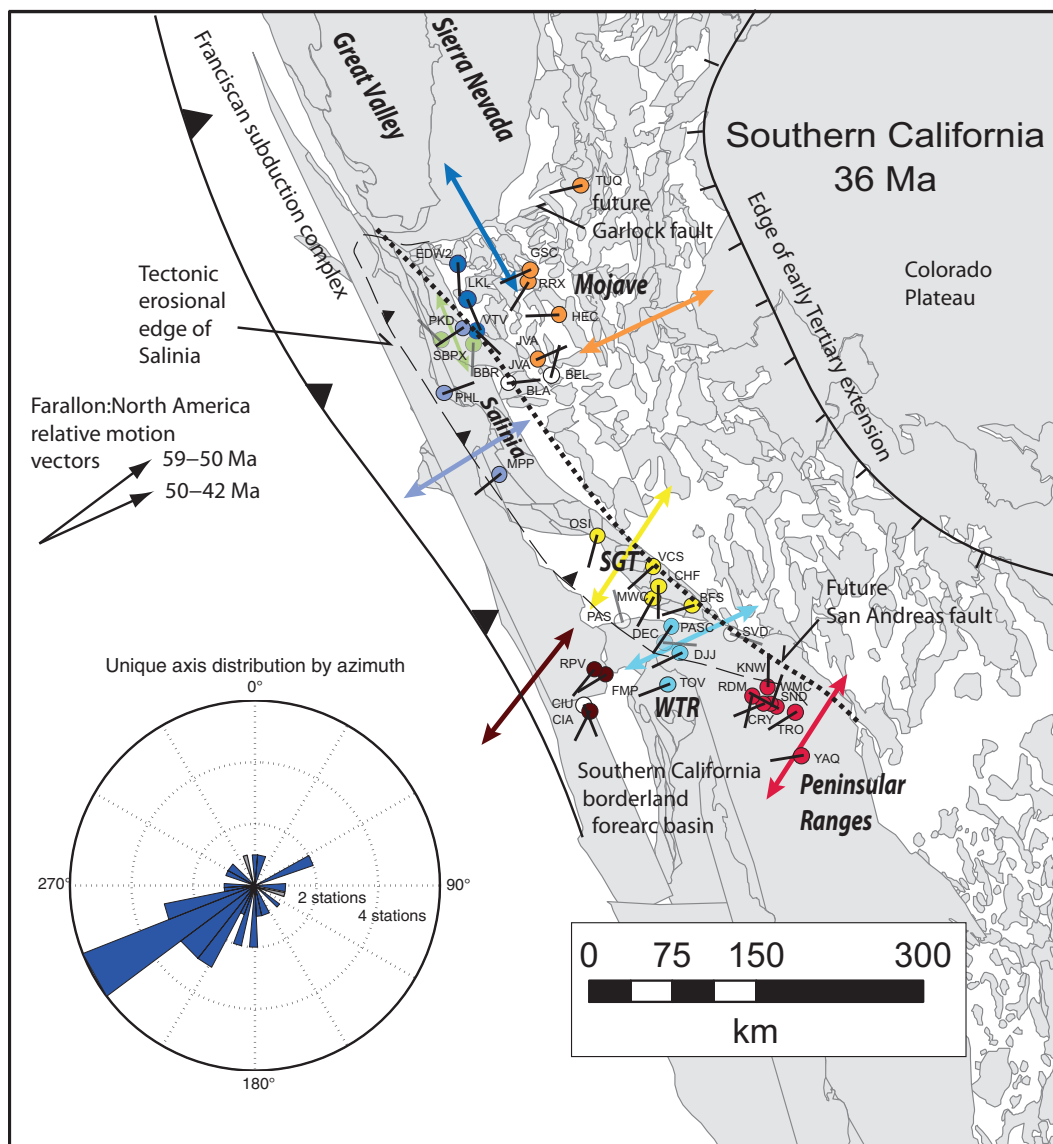 Great Valley
Sierra Nevada
Franciscan subduction complex
Southern California
36 Ma
Edge of early Tertiary extension
Colorado
Plateau
TUQ
future
Garlock fault
EDW2
GSC
LKL
RRX
Mojave
Tectonic
erosional
edge of
Salinia
PKD
VTV
HEC
SBPX
JVA
BBR
JVA
BEL
BLA
PHL
Salinia
Farallon:North America
relative motion
vectors
59–50 Ma
50–42 Ma
MPP
OSI
SGT
VCS
CHF
MWC
BFS
PAS
DEC
PASC
SVD
Future
San Andreas fault
DJJ
RPV
KNW
FMP
TOV
RDM
WMC
SND
CIU
CIA
WTR
CRY
TRO
YAQ
Southern California
borderland
forearc basin
Peninsular
Ranges
Unique axis distribution by azimuth
0°
270°
90°
2 stations
4 stations
180°
0
75
150
300
km